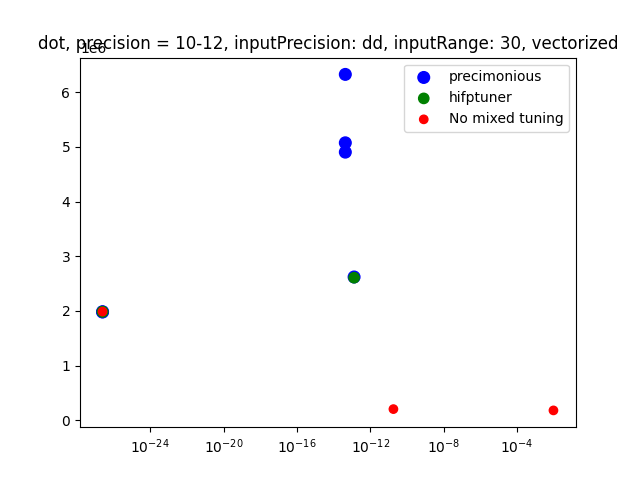 dot, precision = 10-12, inputPrecision: dd, inputRange: 30, vectorized
1e6
precimonious
hifptuner
No mixed tuning
6
5
4
3
2
1
0
10⁻²⁴ 10⁻²⁰ 10⁻¹⁶ 10⁻¹² 10⁻⁸ 10⁻⁴